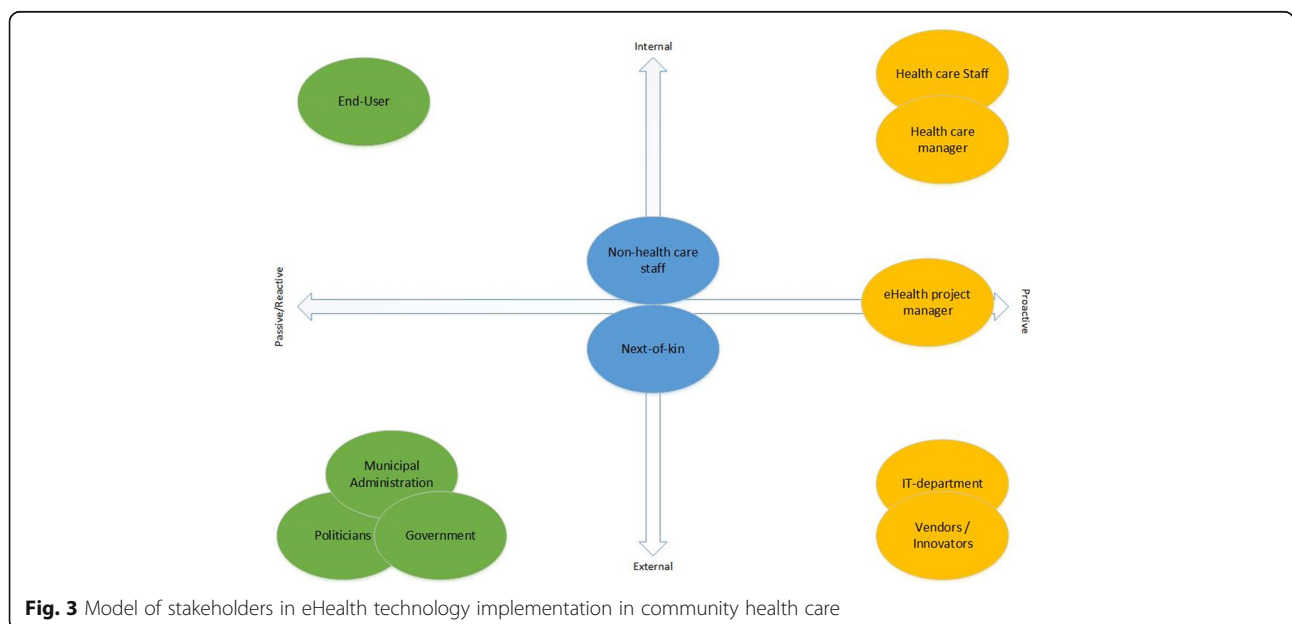 Internal
Health care Staff
End-User
Health care
manager
Non-health care
staff
Passive/Reactive
eHealth project
manager
Proactive
Next-of-kin
Municipal
Administration
IT-department
Politicians
Government
Vendors /
Innovators
External
Fig. 3 Model of stakeholders in eHealth technology implementation in community health care